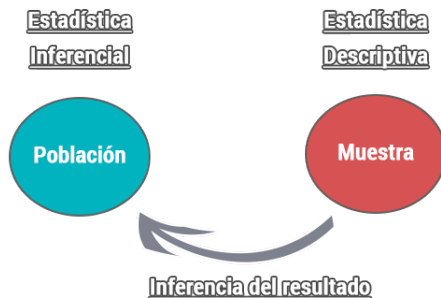 Estadística
Inferencial
Estadística
Descriptiva
Población
Muestra
Inferencia del resultado